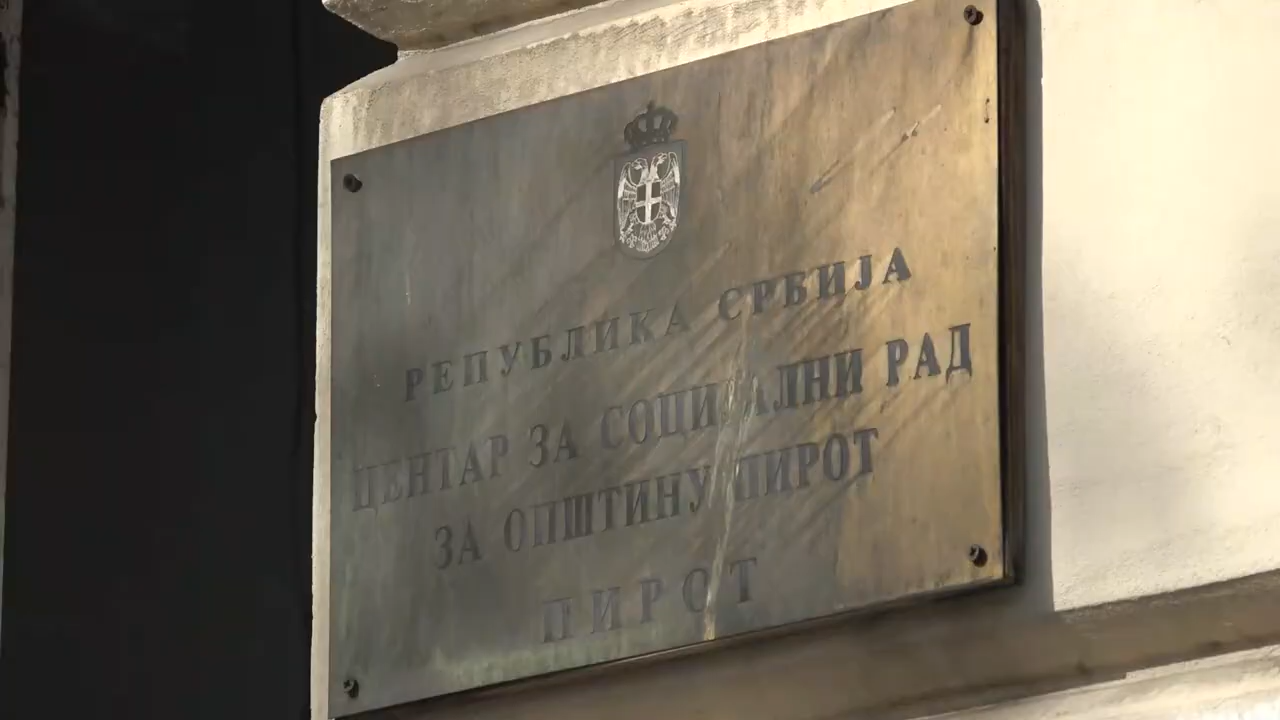 РЕПУБЛИКА СРБИЈА
ЦЕНТАР ЗА СОЦИЈАЛНИ РАД
ЗА ОПШТИНУ ПИРОТ
ПИРОТ